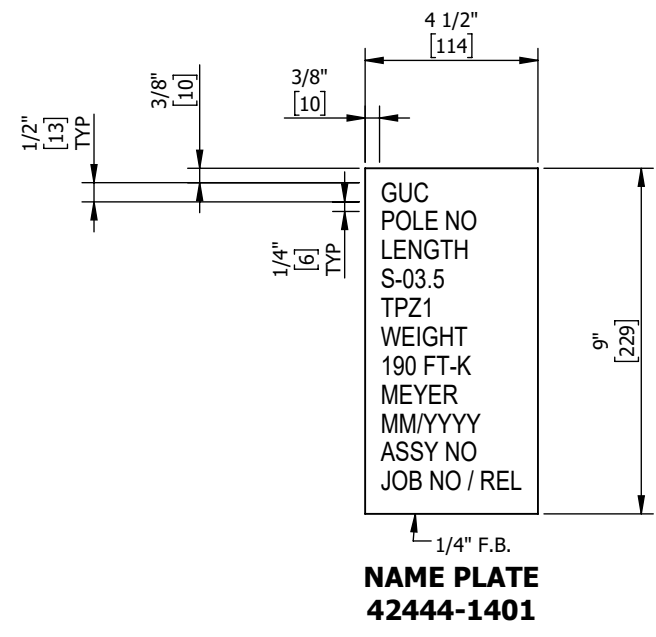 4 1/2"
[114]
3/8"
[10]
3/8"
[10]
1/2"
[13]
TYP
1/4"
[6]
TYP
GUC
POLE NO
LENGTH
S-03.5
TPZ1
WEIGHT
190 FT-K
MEYER
MM/YYYY
ASSY NO
JOB NO / REL
9"
[229]
1/4" F.B.
NAME PLATE
42444-1401